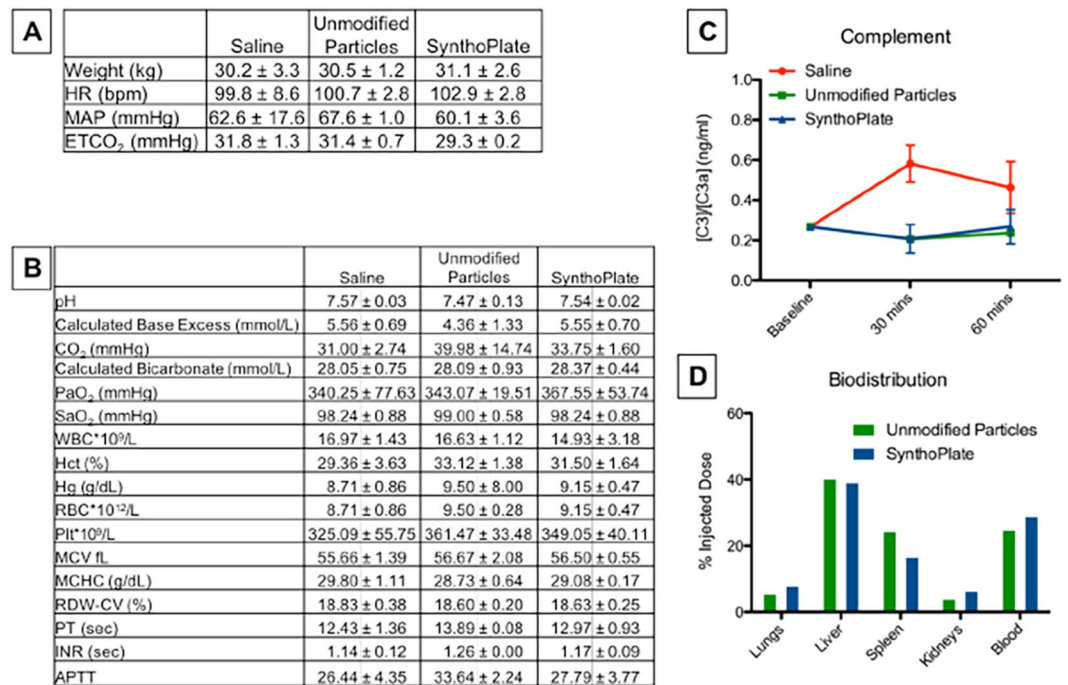 A
Saline Unmodified Particles SynthoPlate
Weight (kg) 30.2 ± 3.3 30.5 ± 1.2 31.1 ± 2.6
HR (bpm) 99.8 ± 8.6 100.7 ± 2.8 102.9 ± 2.8
MAP (mmHg) 62.6 ± 17.6 67.6 ± 1.0 60.1 ± 3.6
ETCO₂ (mmHg) 31.8 ± 1.3 31.4 ± 0.7 29.3 ± 0.2
B
Saline Unmodified Particles SynthoPlate
pH 7.57 ± 0.03 7.47 ± 0.13 7.54 ± 0.02
Calculated Base Excess (mmol/L) 5.56 ± 0.69 4.36 ± 1.33 5.55 ± 0.70
CO₂ (mmHg) 31.00 ± 2.74 39.98 ± 14.74 33.75 ± 1.60
Calculated Bicarbonate (mmol/L) 28.05 ± 0.75 28.09 ± 0.93 28.37 ± 0.44
PaO₂ (mmHg) 340.25 ± 77.63 343.07 ± 19.51 367.55 ± 53.74
SaO₂ (mmHg) 98.24 ± 0.88 99.00 ± 0.58 98.24 ± 0.88
WBC*10⁹/L 16.97 ± 1.43 16.63 ± 1.12 14.93 ± 3.18
Hct (%) 29.36 ± 3.63 33.12 ± 1.38 31.50 ± 1.64
Hg (g/dL) 8.71 ± 0.86 9.50 ± 8.00 9.15 ± 0.47
RBC*10¹²/L 8.71 ± 0.86 9.50 ± 0.28 9.15 ± 0.47
Plt*10⁹/L 325.09 ± 55.75 361.47 ± 33.48 349.05 ± 40.11
MCV fL 55.66 ± 1.39 56.67 ± 2.08 56.50 ± 0.55
MCHC (g/dL) 29.80 ± 1.11 28.73 ± 0.64 29.08 ± 0.17
RDW-CV (%) 18.83 ± 0.38 18.60 ± 0.20 18.63 ± 0.25
PT (sec) 12.43 ± 1.36 13.89 ± 0.08 12.97 ± 0.93
INR (sec) 1.14 ± 0.12 1.26 ± 0.00 1.17 ± 0.09
APTT 26.44 ± 4.35 33.64 ± 2.24 27.79 ± 3.77
C
Complement
Saline
Unmodified Particles
SynthoPlate
[C3]/[C3a] (ng/ml)
1.0
0.8
0.6
0.4
0.2
0.0
Baseline 30 mins 60 mins
D
Biodistribution
Unmodified Particles
SynthoPlate
% Injected Dose
60
40
20
0
Lungs Liver Spleen Kidneys Blood